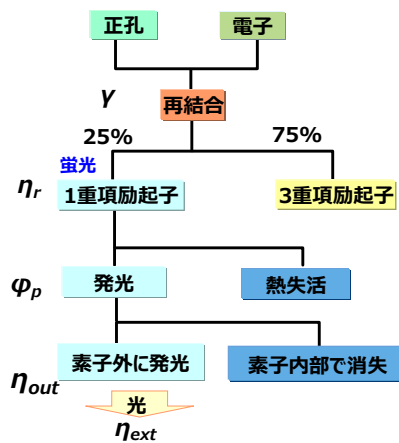 正孔
電子
γ
再結合
25%
75%
蛍光
ηr
1重項励起子
3重項励起子
φp
発光
熱失活
ηout
素子外に発光
素子内部で消失
光
ηext